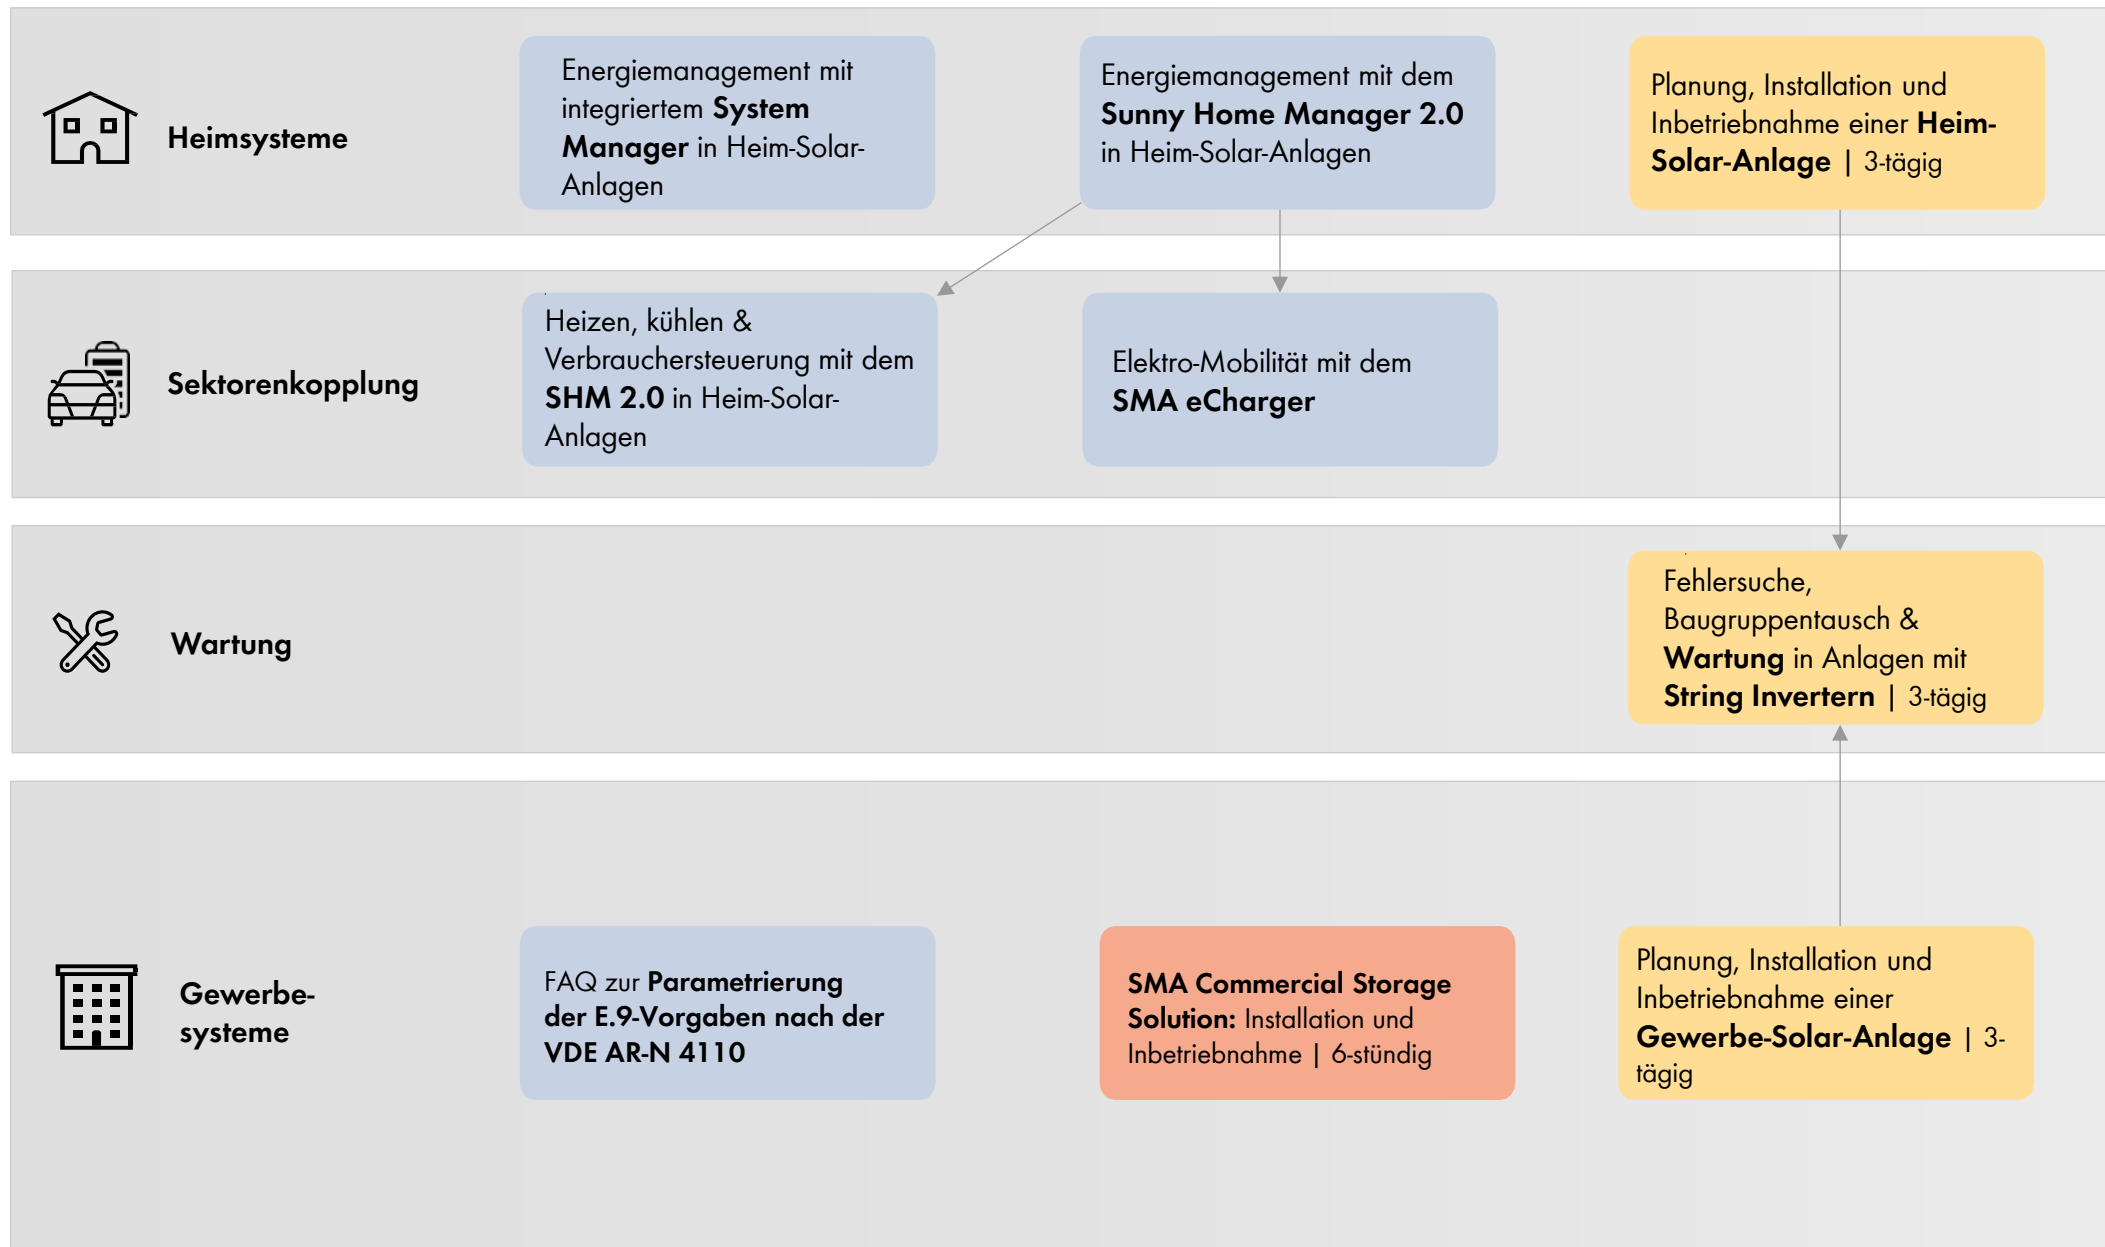 Heimsysteme
Energiemanagement mit
integriertem System
Manager in Heim-Solar-
Anlagen
Energiemanagement mit dem
Sunny Home Manager 2.0
in Heim-Solar-Anlagen
Planung, Installation und
Inbetriebnahme einer Heim-
Solar-Anlage | 3-tägig
Sektorenkopplung
Heizen, kühlen &
Verbrauchersteuerung mit dem
SHM 2.0 in Heim-Solar-
Anlagen
Elektro-Mobilität mit dem
SMA eCharger
Wartung
Fehlersuche,
Baugruppentausch &
Wartung in Anlagen mit
String Invertern | 3-tägig
Gewerbe-
systeme
FAQ zur Parametrierung
der E.9-Vorgaben nach der
VDE AR-N 4110
SMA Commercial Storage
Solution: Installation und
Inbetriebnahme | 6-stündig
Planung, Installation und
Inbetriebnahme einer
Gewerbe-Solar-Anlage | 3-
tägig